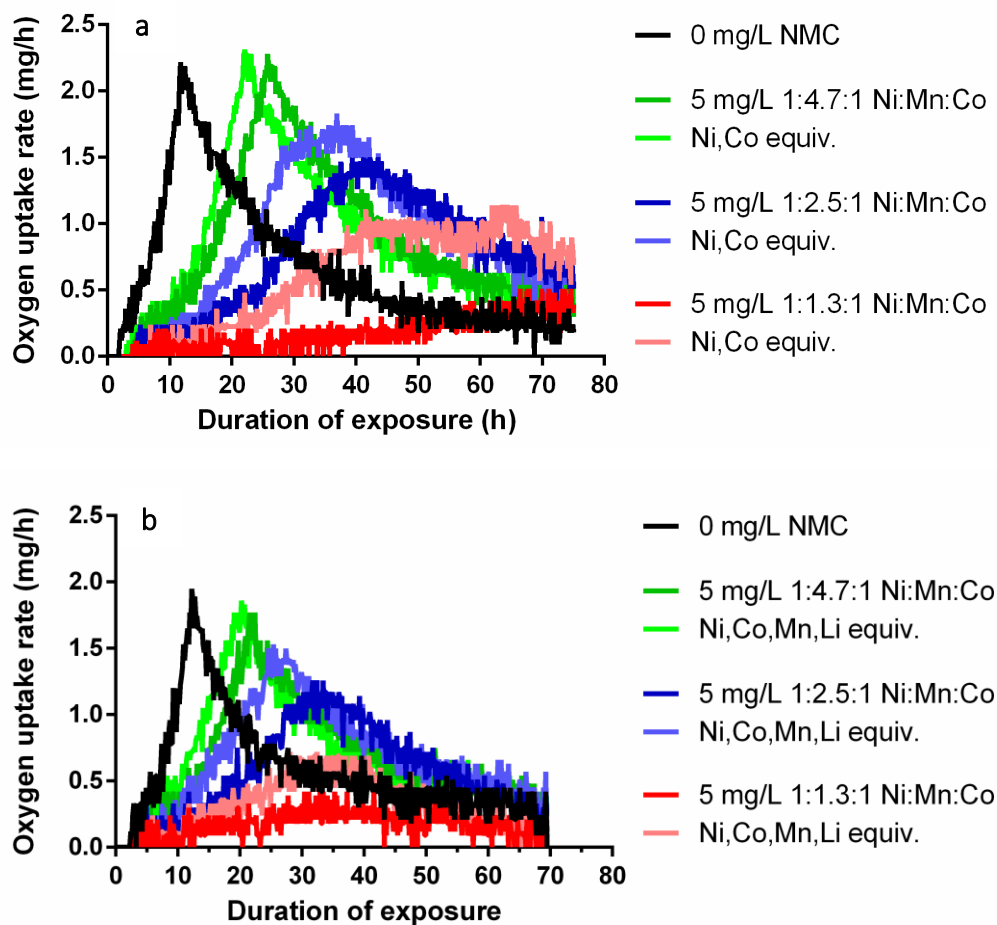 a
Oxygen uptake rate (mg/h)
2.5
2.0
1.5
1.0
0.5
0.0
0 10 20 30 40 50 60 70 80
Duration of exposure (h)
0 mg/L NMC
5 mg/L 1:4.7:1 Ni:Mn:Co
Ni,Co equiv.
5 mg/L 1:2.5:1 Ni:Mn:Co
Ni,Co equiv.
5 mg/L 1:1.3:1 Ni:Mn:Co
Ni,Co equiv.
b
Oxygen uptake rate (mg/h)
2.5
2.0
1.5
1.0
0.5
0.0
0 10 20 30 40 50 60 70 80
Duration of exposure
0 mg/L NMC
5 mg/L 1:4.7:1 Ni:Mn:Co
Ni,Co,Mn,Li equiv.
5 mg/L 1:2.5:1 Ni:Mn:Co
Ni,Co,Mn,Li equiv.
5 mg/L 1:1.3:1 Ni:Mn:Co
Ni,Co,Mn,Li equiv.